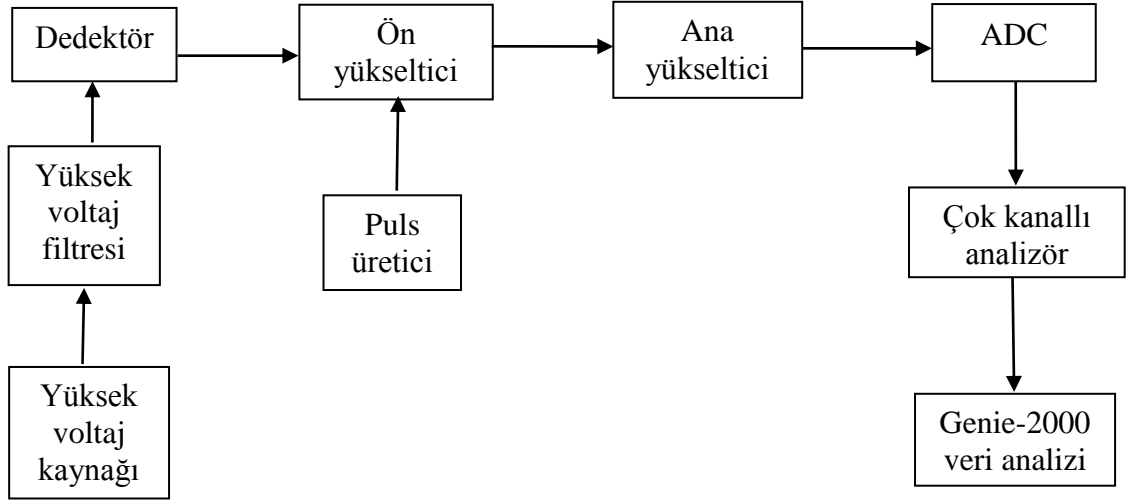 Dedektör
Ön
yükseltici
Ana
yükseltici
ADC
Yüksek
voltaj
filtresi
Puls
üretici
Çok kanallı
analizör
Yüksek
voltaj
kaynağı
Genie-2000
veri analizi